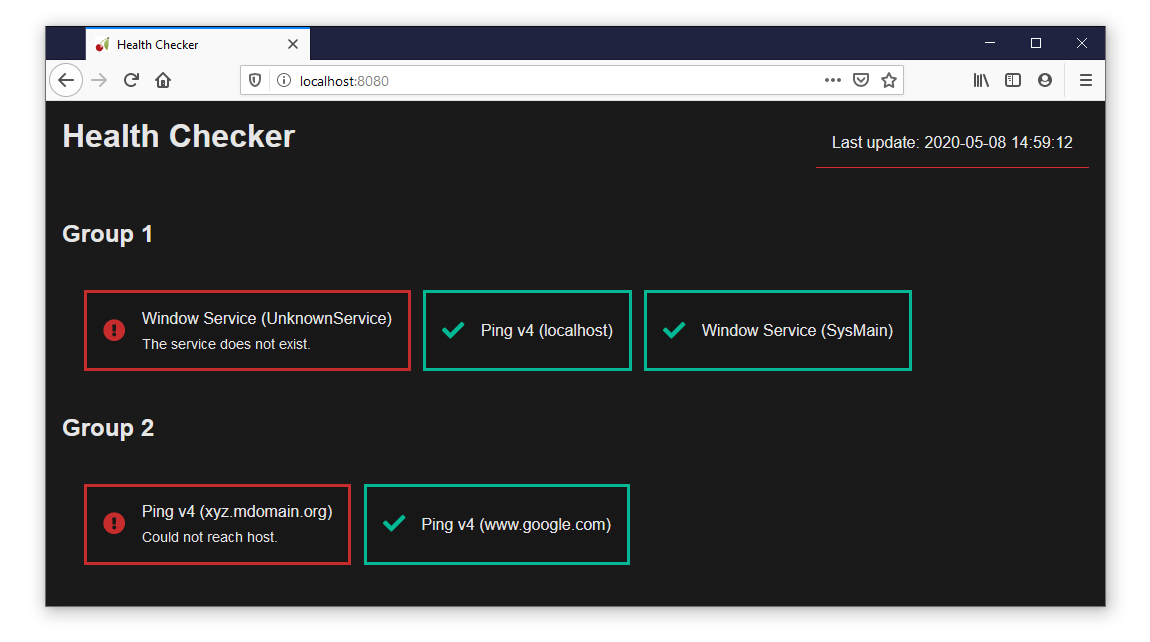 Health Checker
localhost:8080
Health Checker
Last update: 2020-05-08 14:59:12
Group 1
Window Service (UnknownService)
The service does not exist.
Ping v4 (localhost)
Window Service (SysMain)
Group 2
Ping v4 (xyz.mdomain.org)
Could not reach host.
Ping v4 (www.google.com)